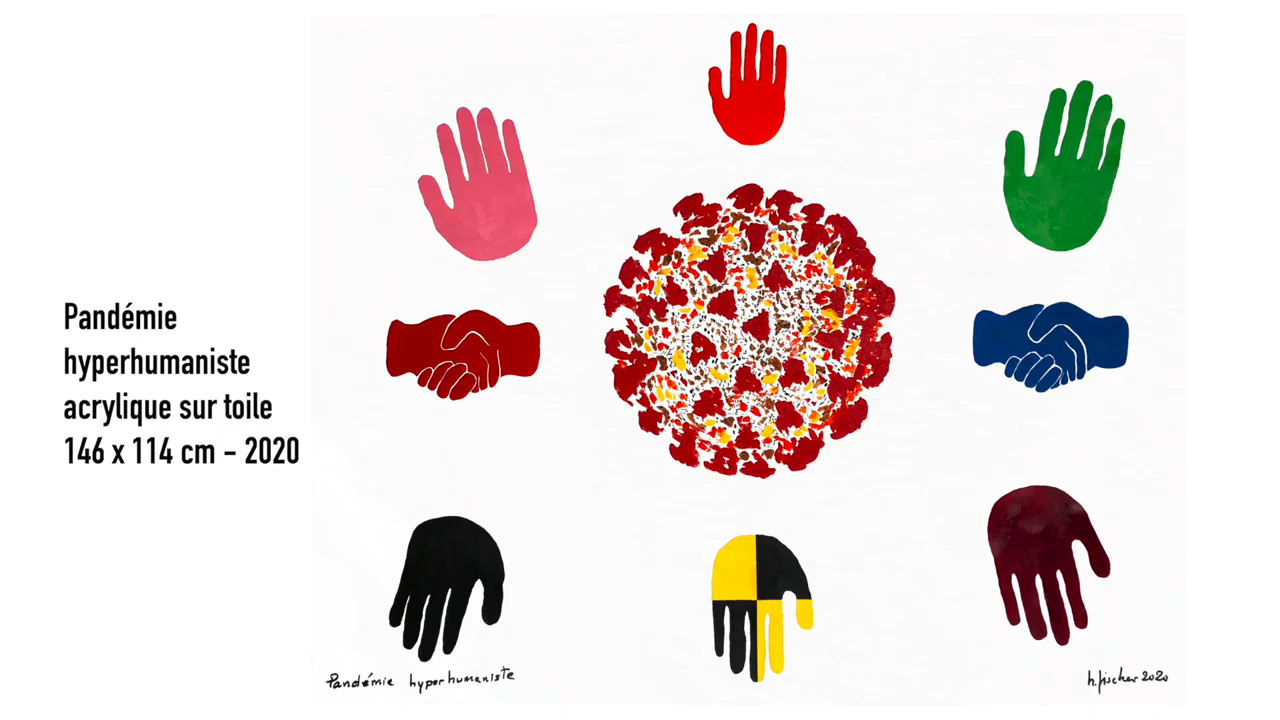 Pandémie
hyperhumaniste
acrylique sur toile
146 x 114 cm - 2020
Pandémie hyperhumaniste
h. fischer 2020